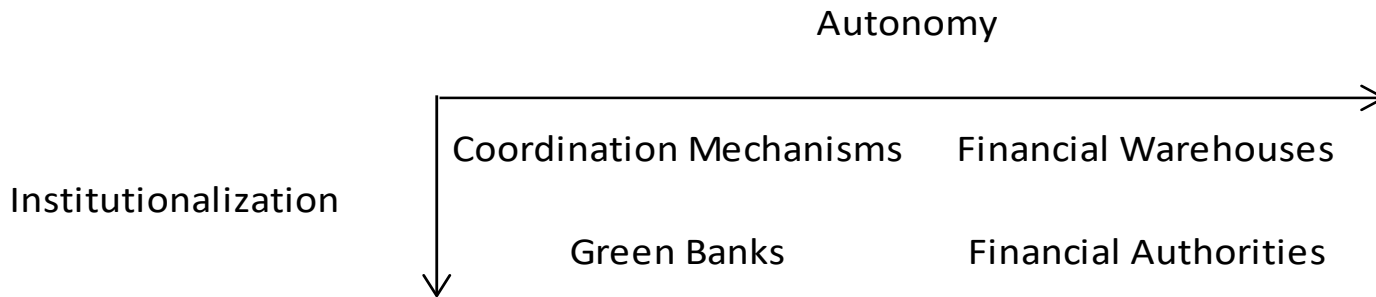 Autonomy
Coordination Mechanisms Financial Warehouses
Institutionalization
Green Banks Financial Authorities